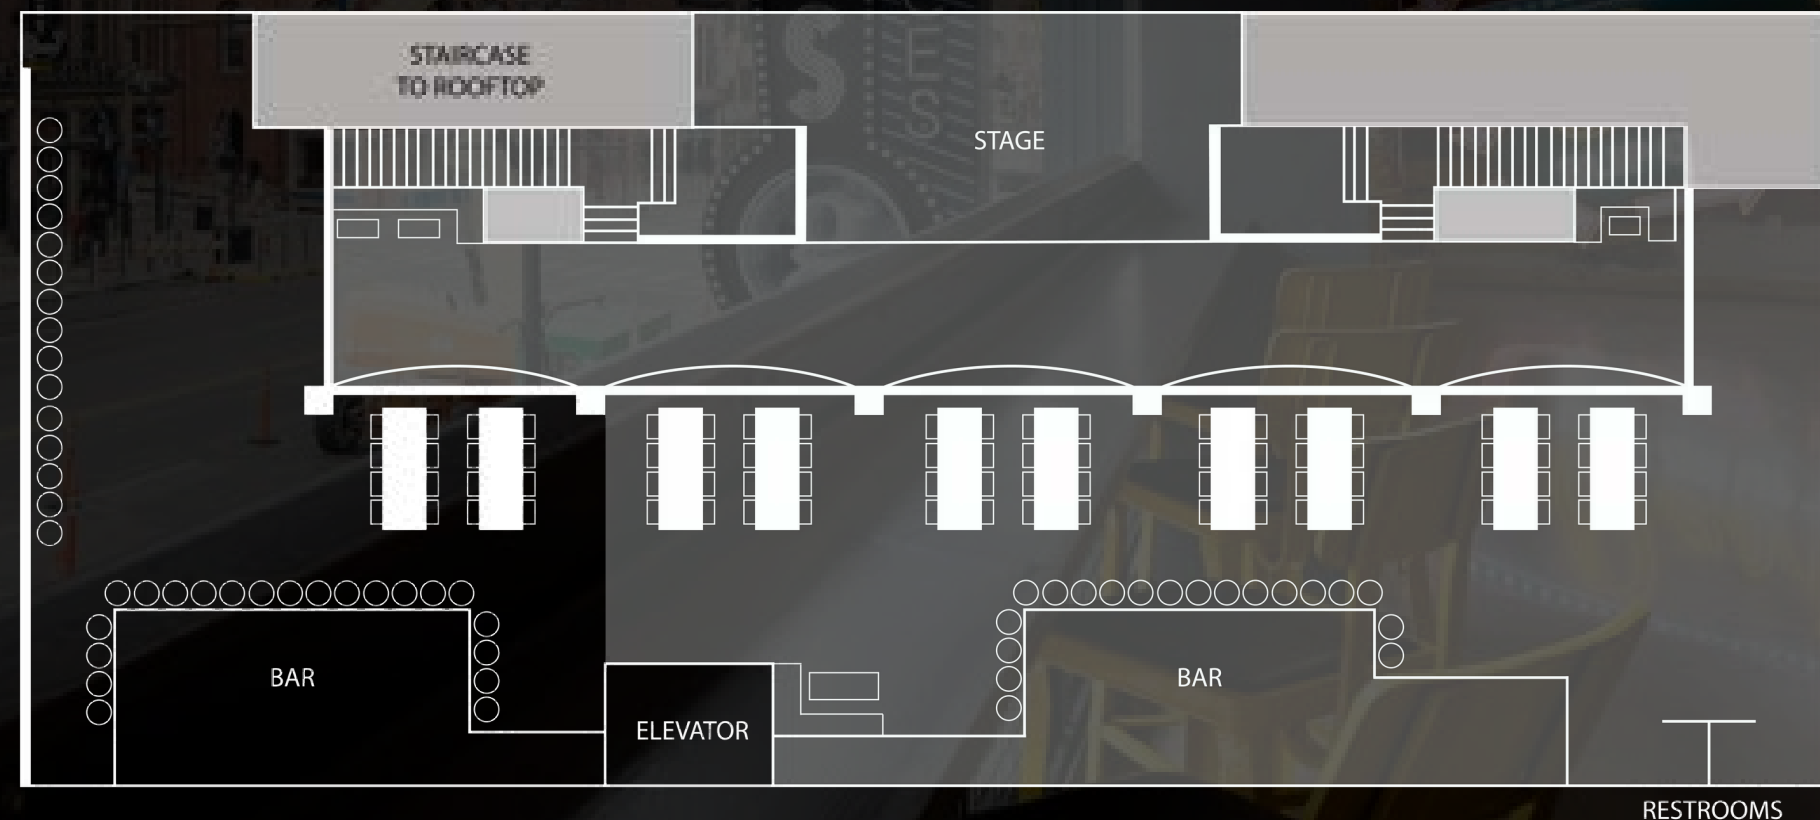 STAIRCASE
TO ROOFTOP
STAGE
BAR
ELEVATOR
BAR
RESTROOMS